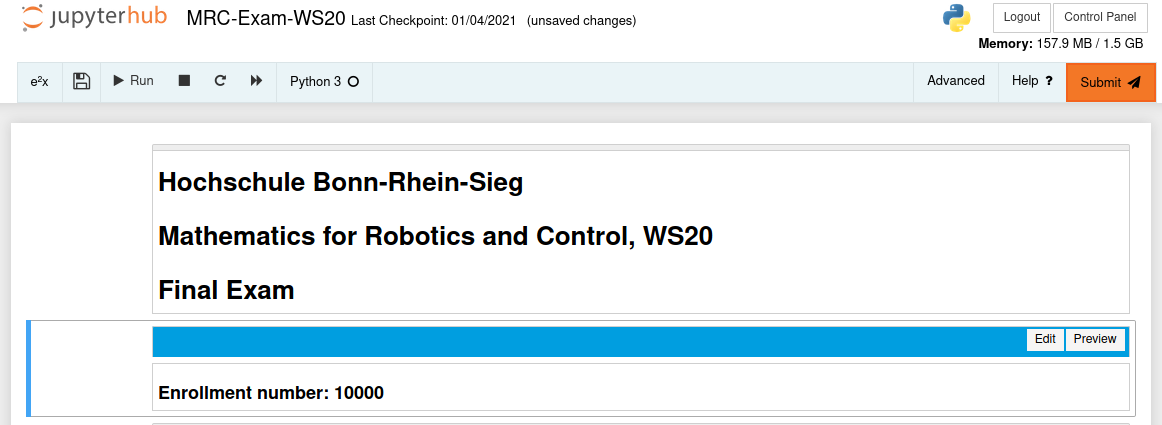 jupyterhub MRC-Exam-WS20 Last Checkpoint: 01/04/2021 (unsaved changes) Logout Control Panel
Memory: 157.9 MB / 1.5 GB
e²x Run Python 3 Advanced Help ? Submit
Hochschule Bonn-Rhein-Sieg
Mathematics for Robotics and Control, WS20
Final Exam
Edit Preview
Enrollment number: 10000